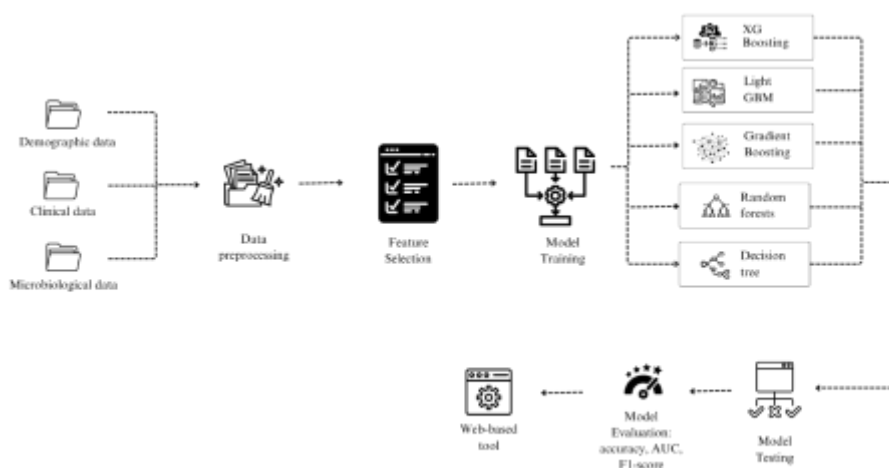 Demographic data
Clinical data
Microbiological data
Data
preprocessing
Feature
Selection
Model
Training
XG
Boosting
Light
GBM
Gradient
Boosting
Random
forests
Decision
tree
Web-based
tool
Model
Evaluation:
accuracy, AUC,
F1-score
Model
Testing